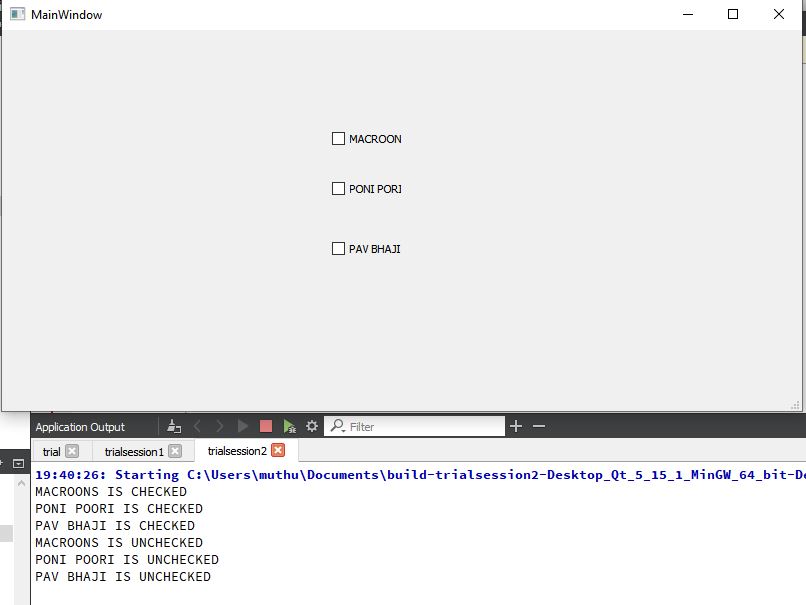 MainWindow
MACROON
PONI PORI
PAV BHAJI
Application Output
Filter
trial
trialsession1
trialsession2
19:40:26: Starting C:\Users\muthu\Documents\build-trialsession2-Desktop_Qt_5_15_1_MinGW_64_bit-De
MACROONS IS CHECKED
PONI POORI IS CHECKED
PAV BHAJI IS CHECKED
MACROONS IS UNCHECKED
PONI POORI IS UNCHECKED
PAV BHAJI IS UNCHECKED